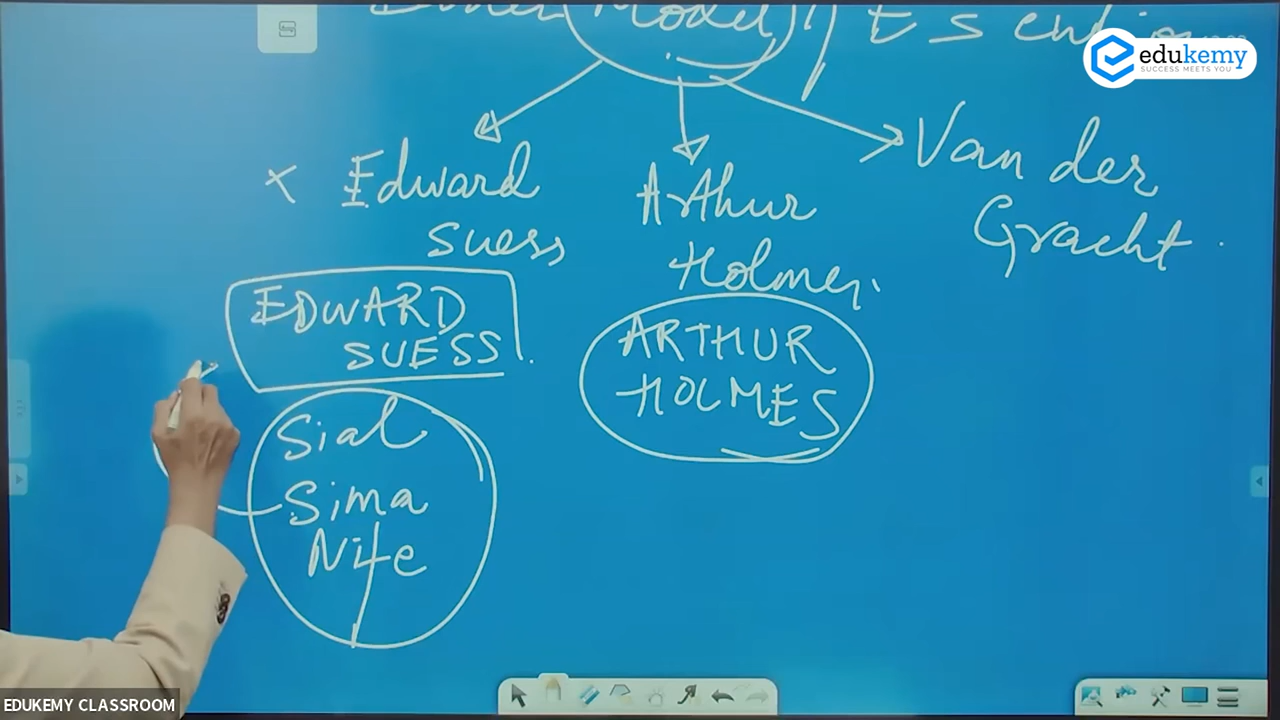 Model
edukemy
SUCCESS MEETS YOU
Van der
Gracht.
x Edward
Suess
Arthur
Holmes.
EDWARD
SUESS.
ARTHUR
HOLMES
Sial
Sima
Nife
EDUKEMY CLASSROOM